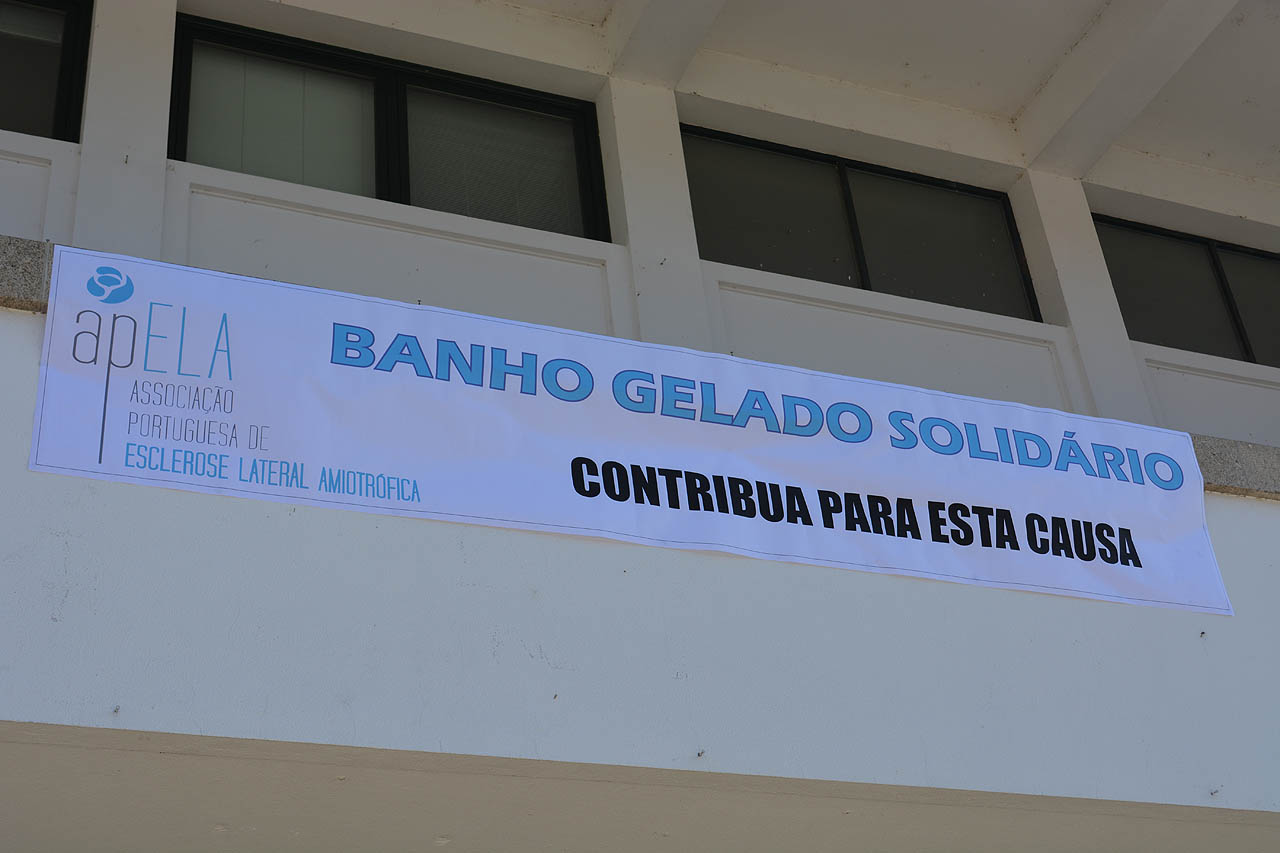 apELA
ASSOCIAÇÃO
PORTUGUESA DE
ESCLEROSE LATERAL AMIOTRÓFICA
BANHO GELADO SOLIDÁRIO
CONTRIBUA PARA ESTA CAUSA